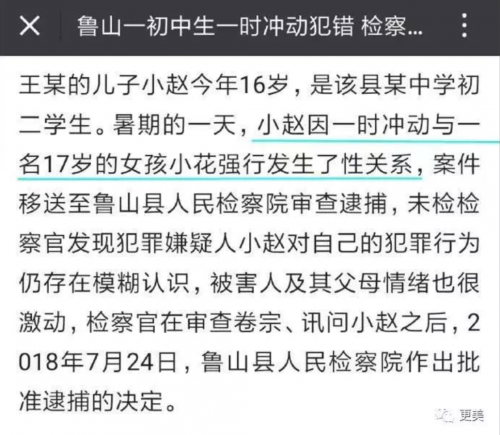 鲁山一初中生一时冲动犯错 检察...
王某的儿子小赵今年16岁，是该县某中学初
二学生。暑期的一天，小赵因一时冲动与一
名17岁的女孩小花强行发生了性关系，案件
移送至鲁山县人民检察院审查逮捕，未检检
察官发现犯罪嫌疑人小赵对自己的犯罪行为
仍存在模糊认识，被害人及其父母情绪也很
激动，检察官在审查卷宗、讯问小赵之后，2
018年7月24日，鲁山县人民检察院作出批
准逮捕的决定。
更美